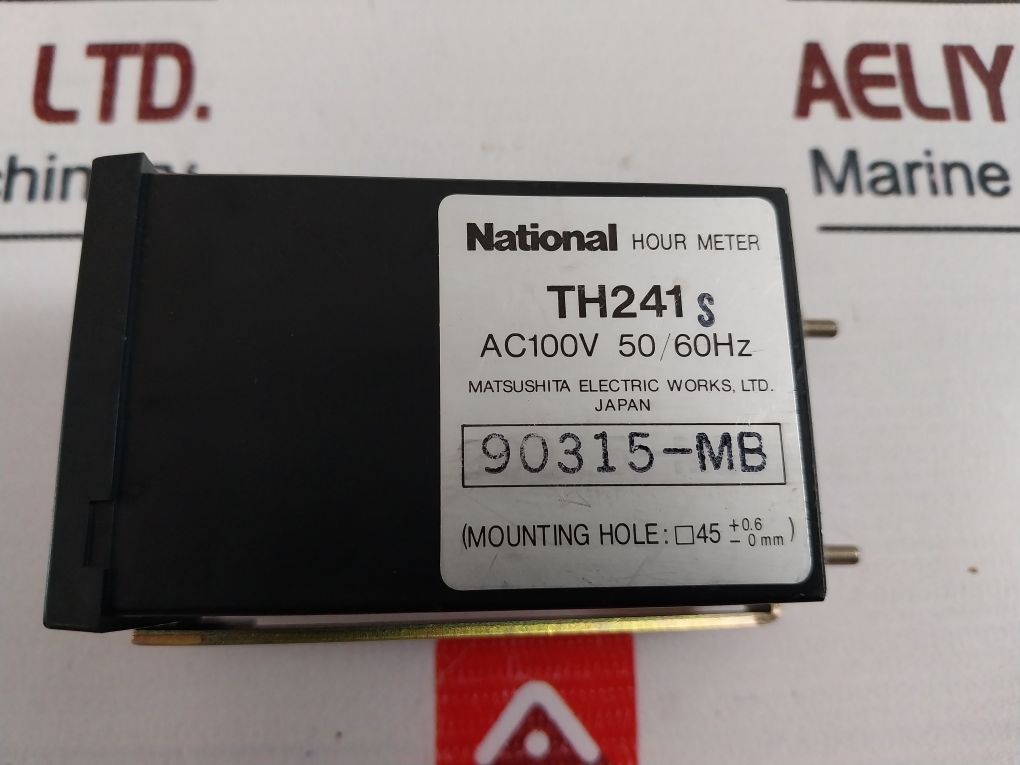 LTD.
AELIY
Marine
National HOUR METER
TH241 S
AC100V 50/60Hz
MATSUSHITA ELECTRIC WORKS, LTD.
JAPAN
90315-MB
(MOUNTING HOLE: □45 +0.6 -0 mm)